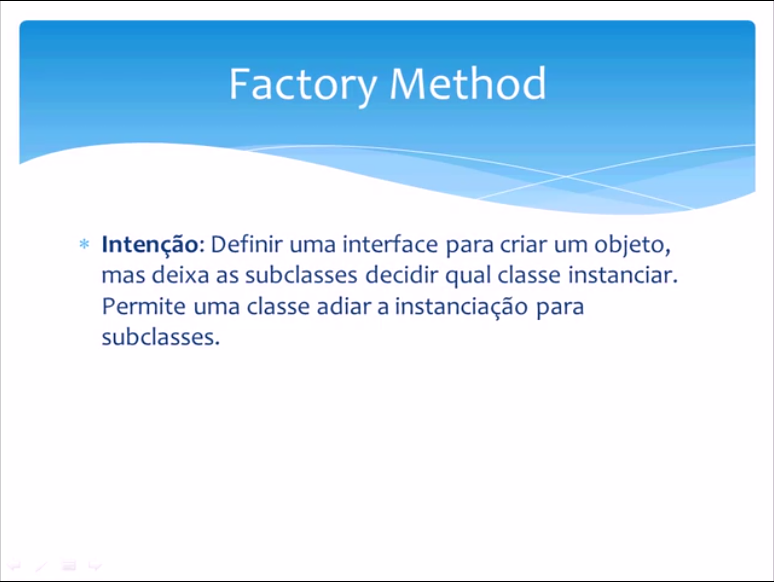 Factory Method
Intenção: Definir uma interface para criar um objeto,
mas deixa as subclasses decidir qual classe instanciar.
Permite uma classe adiar a instanciação para
subclasses.